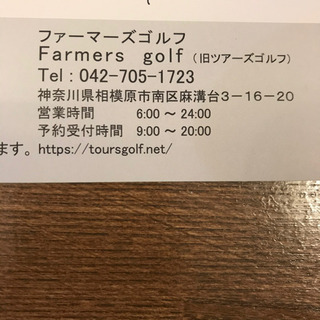 ファーマーズゴルフ
Farmers golf（旧ツアーズゴルフ）
Tel：042-705-1723
神奈川県相模原市南区麻溝台3－16－20
営業時間 6:00 ～ 24:00
予約受付時間 9:00 ～ 20:00
ます。https://toursgolf.net/